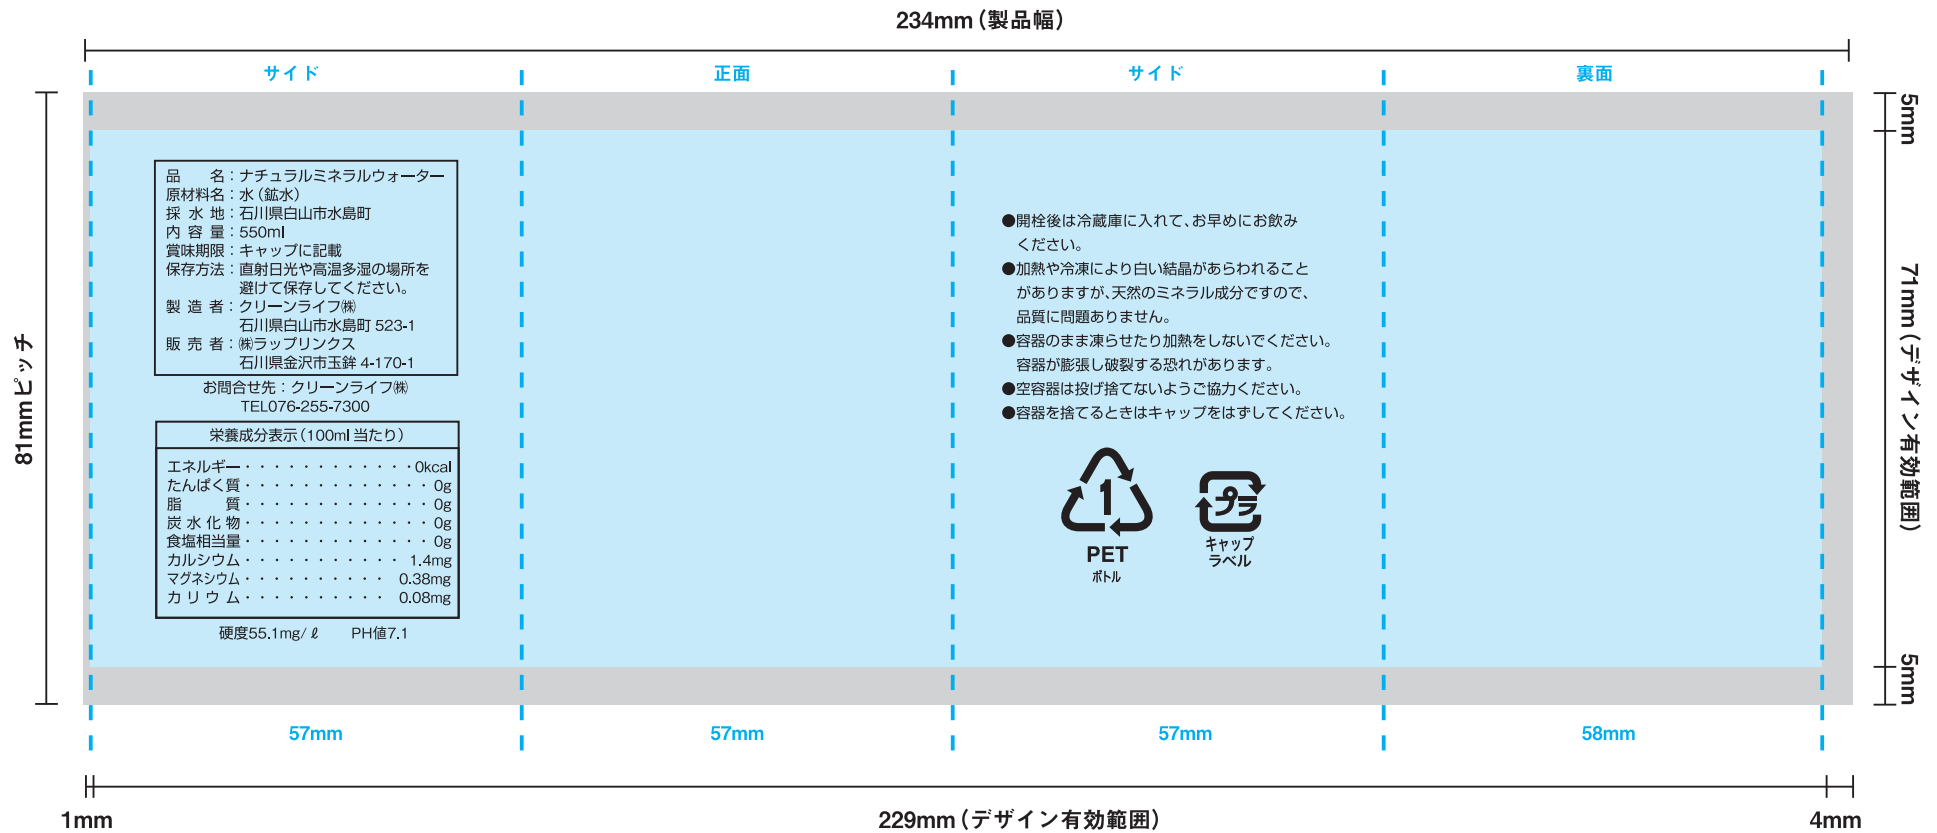 234mm（製品幅）
サイド
正面
サイド
裏面
81mmピッチ
5mm
71mm（デザイン有効範囲）
5mm
品　　名：ナチュラルミネラルウォーター
原材料名：水（鉱水）
採 水 地：石川県白山市水島町
内 容 量：550ml
賞味期限：キャップに記載
保存方法：直射日光や高温多湿の場所を
避けて保存してください。
製 造 者：クリーンライフ㈱
石川県白山市水島町 523-1
販 売 者：㈱ラップリンクス
石川県金沢市玉鉾 4-170-1
お問合せ先：クリーンライフ㈱
TEL076-255-7300
栄養成分表示（100ml 当たり）
エネルギー・・・・・・・・・・・・0kcal
たんぱく質・・・・・・・・・・・・・0g
脂　　質・・・・・・・・・・・・・0g
炭水化物・・・・・・・・・・・・・0g
食塩相当量・・・・・・・・・・・・・0g
カルシウム・・・・・・・・・・・1.4mg
マグネシウム・・・・・・・・・・0.38mg
カリウム・・・・・・・・・・0.08mg
硬度55.1mg/ℓ　PH値7.1
●開栓後は冷蔵庫に入れて、お早めにお飲み
ください。
●加熱や冷凍により白い結晶があらわれること
がありますが、天然のミネラル成分ですので、
品質に問題ありません。
●容器のまま凍らせたり加熱をしないでください。
容器が膨張し破裂する恐れがあります。
●空容器は投げ捨てないようご協力ください。
●容器を捨てるときはキャップをはずしてください。
1
PET
ボトル
プラ
キャップ
ラベル
57mm
57mm
57mm
58mm
1mm
229mm（デザイン有効範囲）
4mm